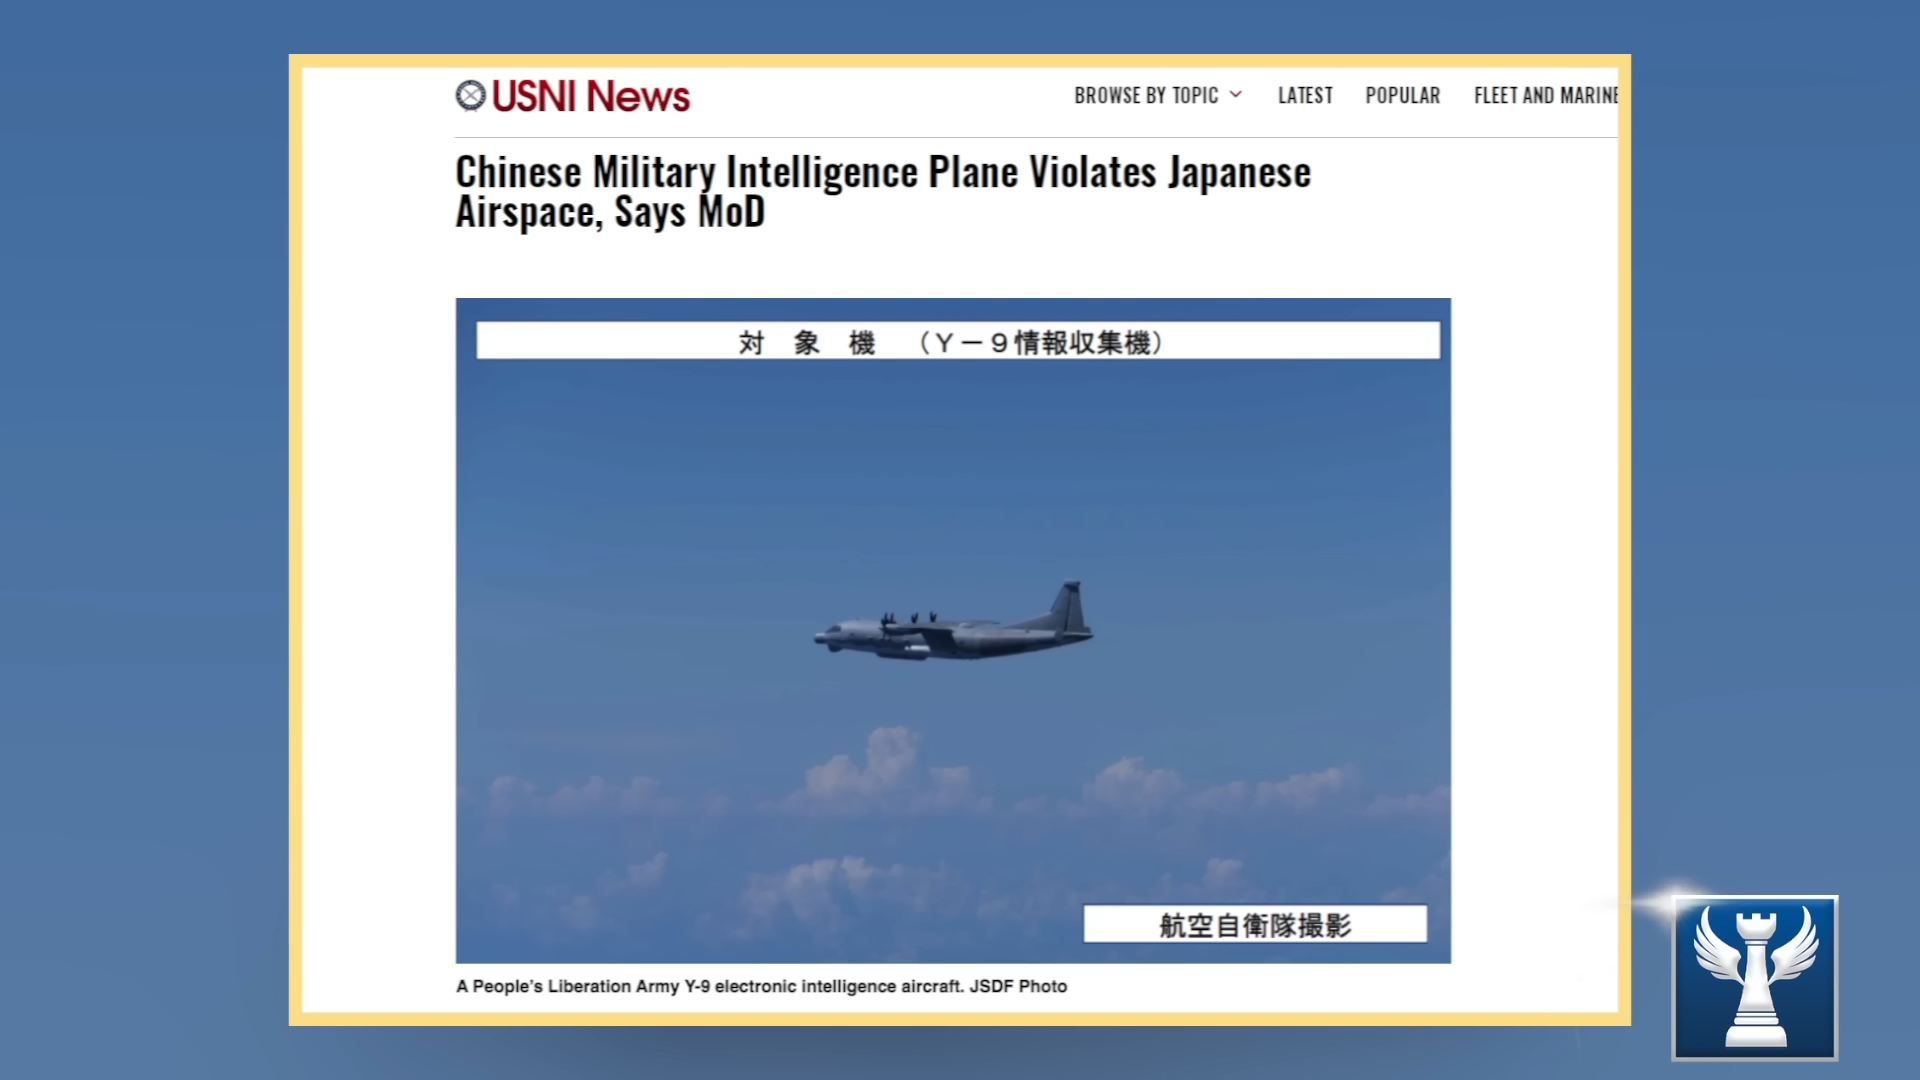 USNI News
BROWSE BY TOPIC LATEST POPULAR FLEET AND MARINE
Chinese Military Intelligence Plane Violates Japanese
Airspace, Says MoD
対 象 機 （Ｙ－９情報収集機）
航空自衛隊撮影
A People's Liberation Army Y-9 electronic intelligence aircraft. JSDF Photo